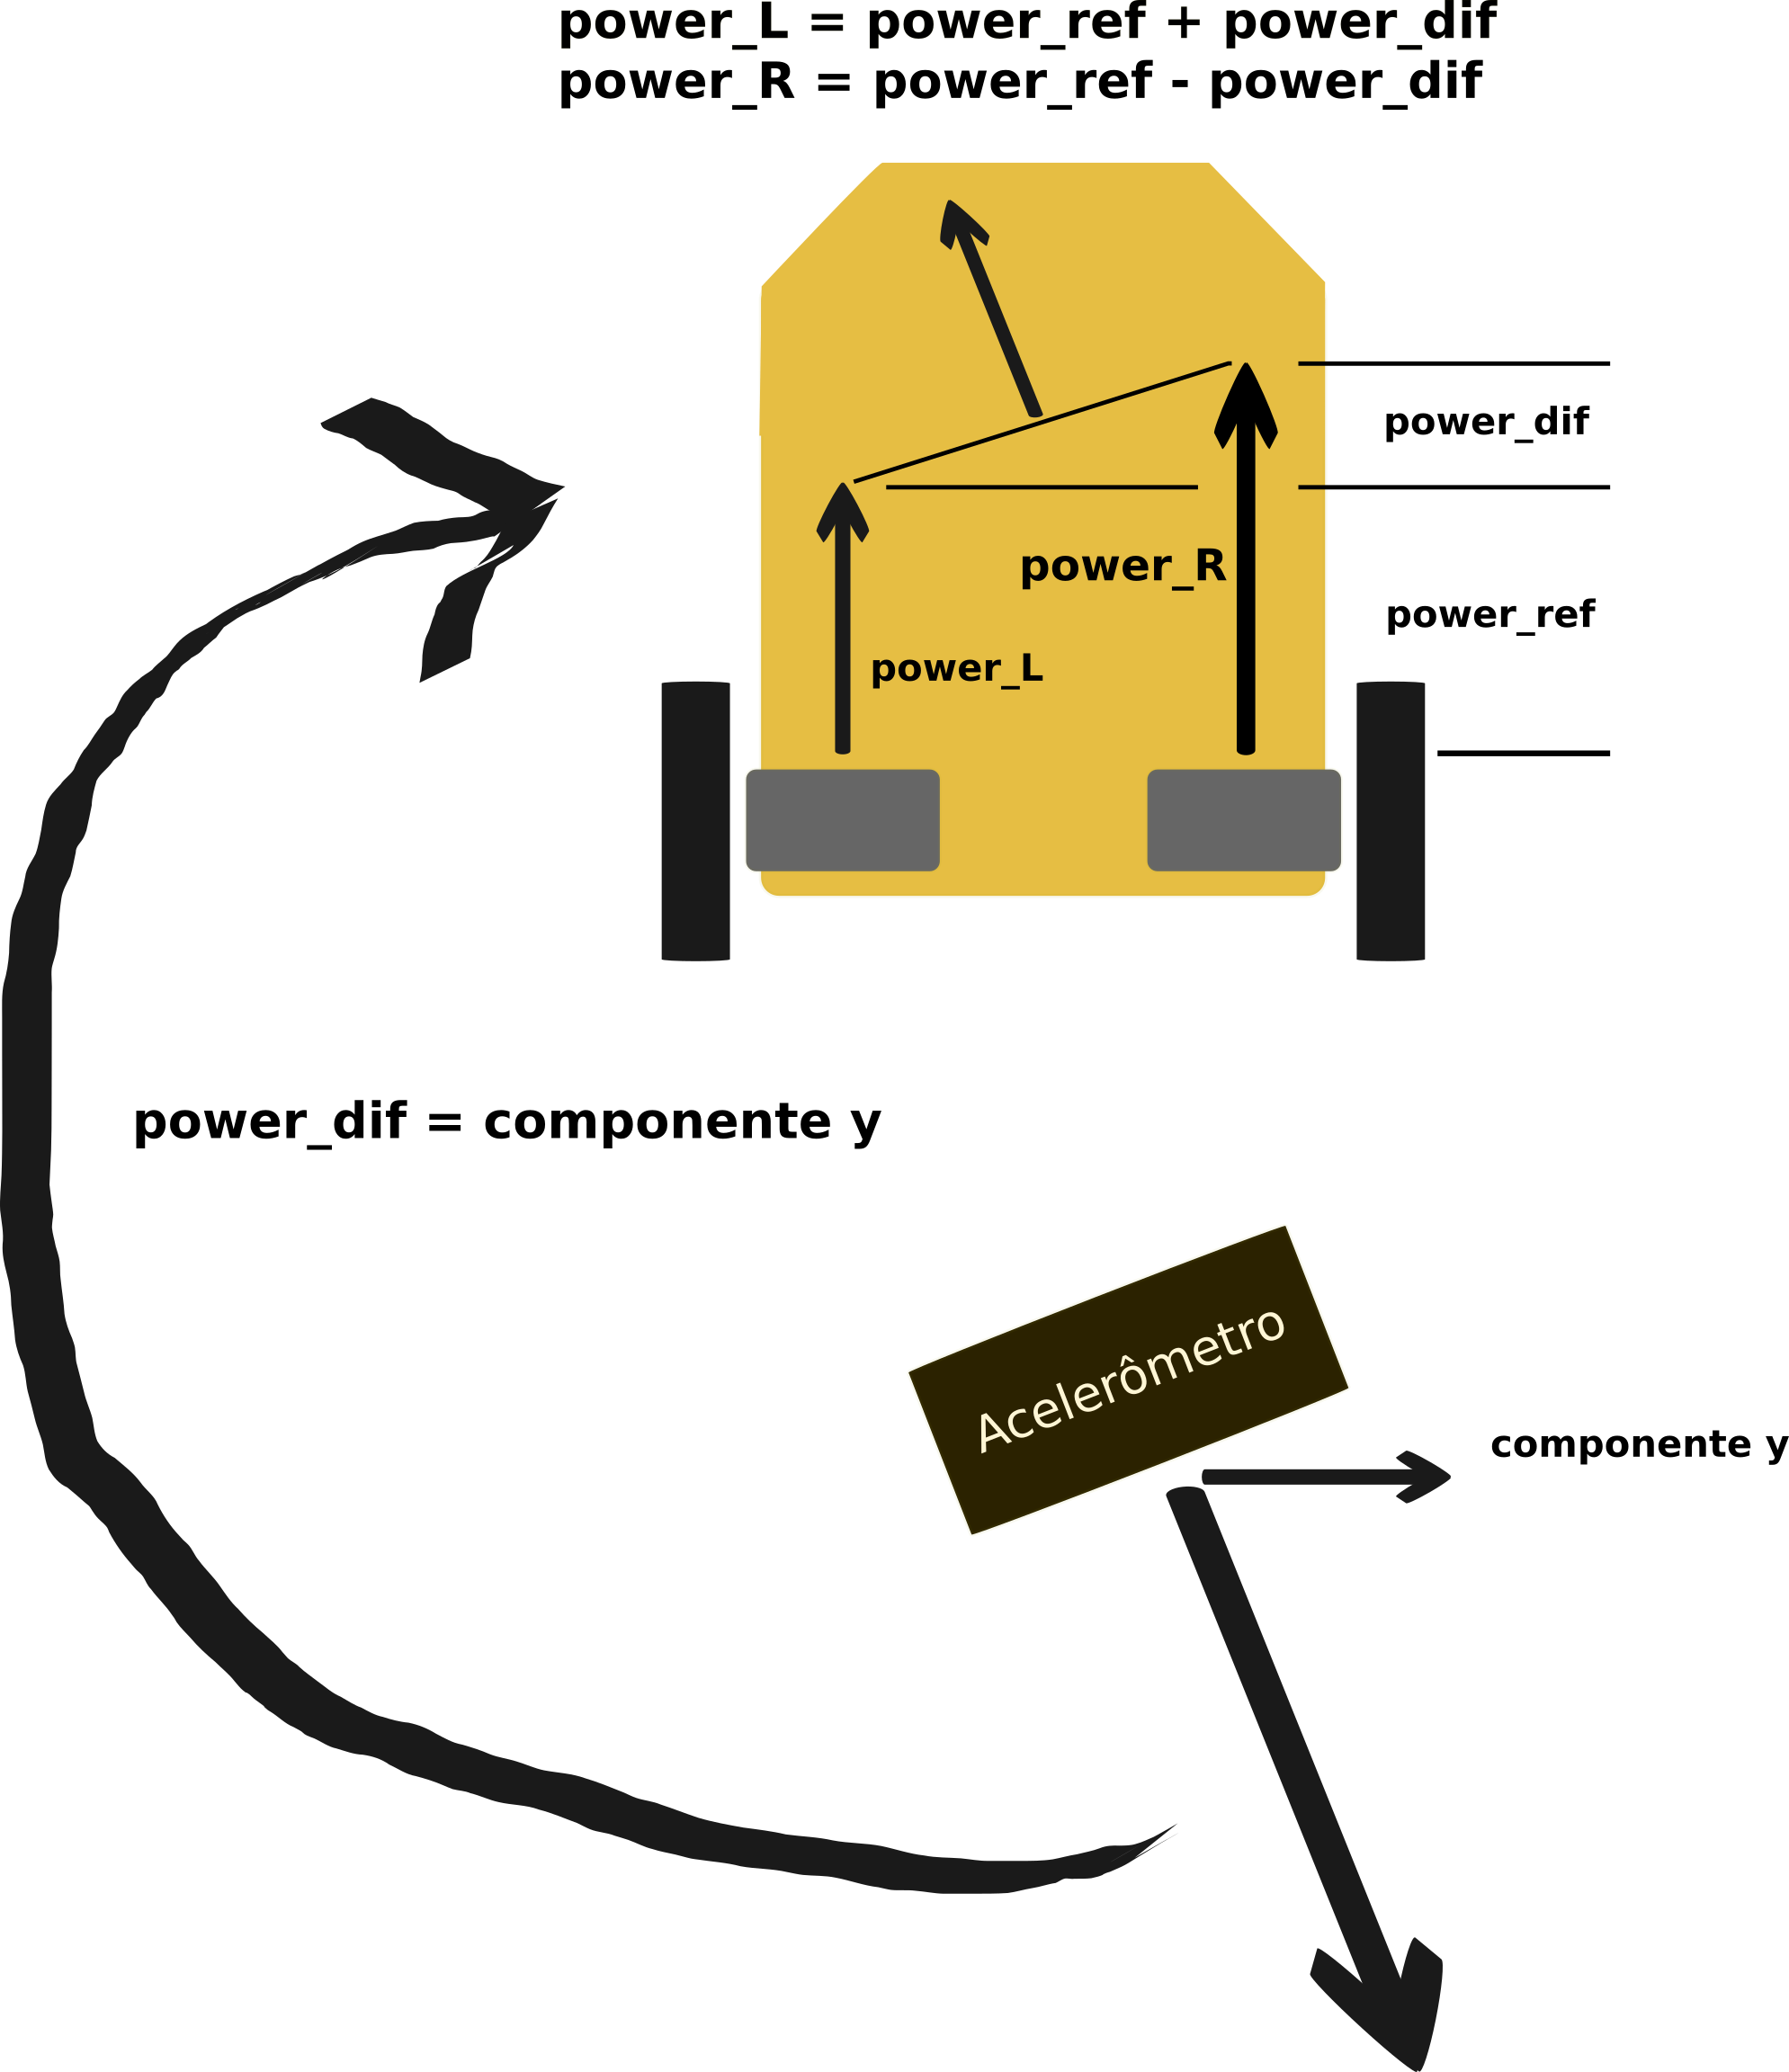 power_L = power_ref + power_dif
power_R = power_ref - power_dif
power_dif
power_R
power_ref
power_L
power_dif = componente y
Acelerômetro
componente y